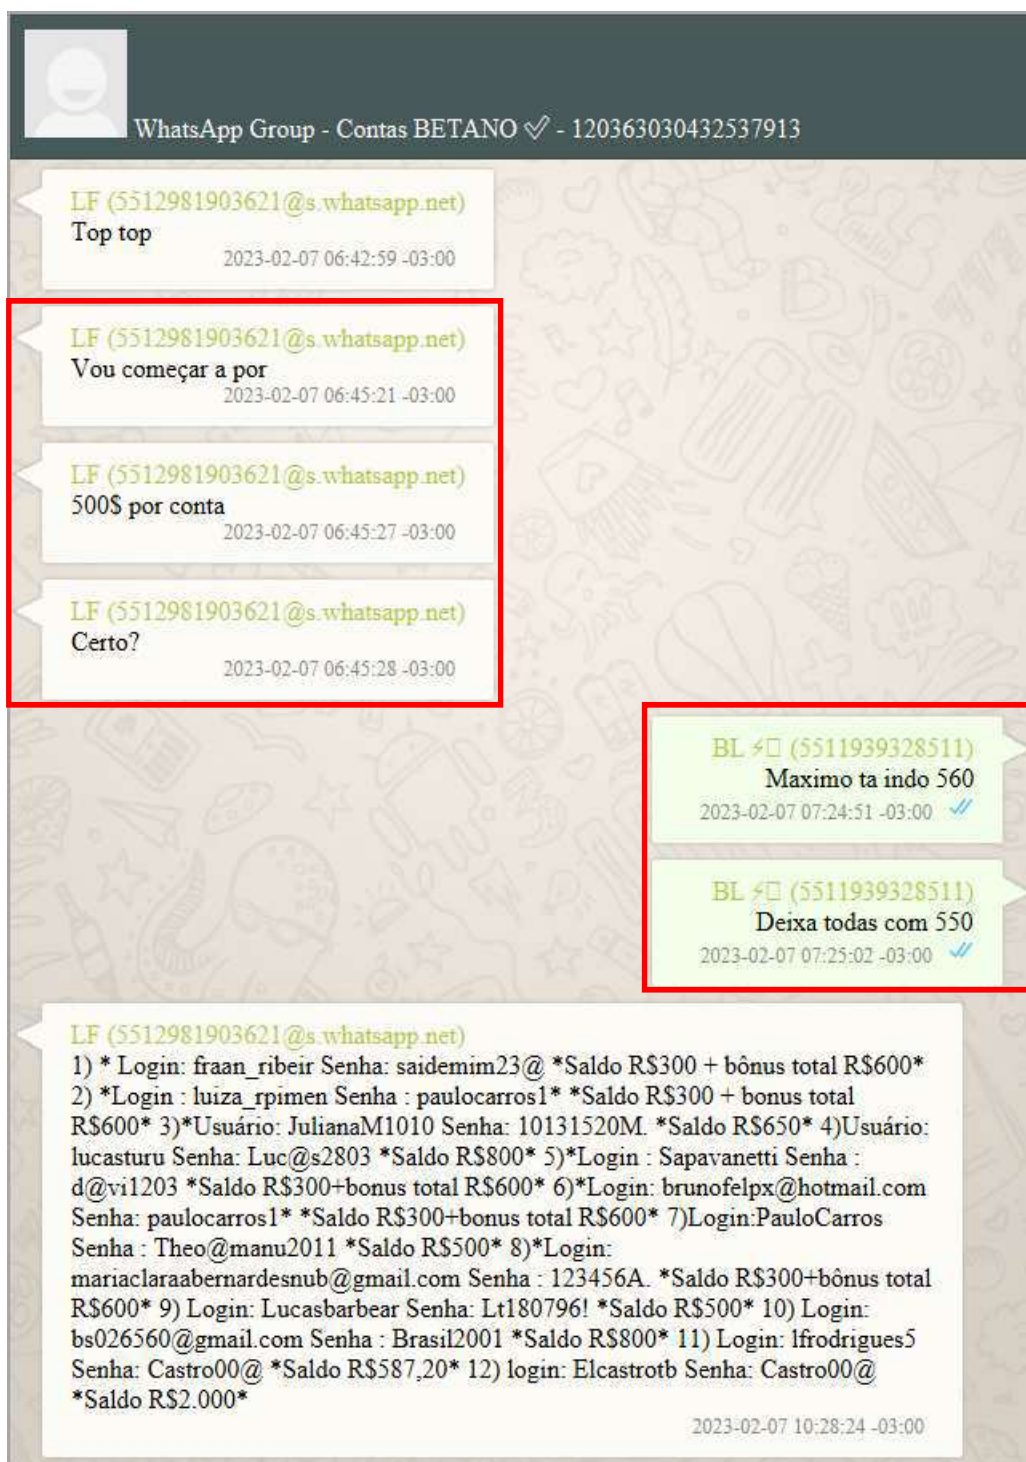 WhatsApp Group - Contas BETANO ✅ - 120363030432537913
LF (5512981903621@s.whatsapp.net)
Top top
2023-02-07 06:42:59 -03:00
LF (5512981903621@s.whatsapp.net)
Vou começar a por
2023-02-07 06:45:21 -03:00
LF (5512981903621@s.whatsapp.net)
500$ por conta
2023-02-07 06:45:27 -03:00
LF (5512981903621@s.whatsapp.net)
Certo?
2023-02-07 06:45:28 -03:00
BL ⚡ (5511939328511)
Maximo ta indo 560
2023-02-07 07:24:51 -03:00
BL ⚡ (5511939328511)
Deixa todas com 550
2023-02-07 07:25:02 -03:00
LF (5512981903621@s.whatsapp.net)
1) * Login: fraan_ribeir Senha: saidemim23@ *Saldo R$300 + bônus total R$600*
2) *Login : luiza_rpimen Senha : paulocarros1* *Saldo R$300 + bonus total
R$600* 3)*Usuário: JulianaM1010 Senha: 10131520M. *Saldo R$650* 4)Usuário:
lucasturu Senha: Luc@s2803 *Saldo R$800* 5)*Login : Sapavanetti Senha :
d@vi1203 *Saldo R$300+bonus total R$600* 6)*Login: brunofelpx@hotmail.com
Senha: paulocarros1* *Saldo R$300+bonus total R$600* 7)Login:PauloCarros
Senha : Theo@manu2011 *Saldo R$500* 8)*Login:
mariaclaraabernardesnub@gmail.com Senha : 123456A. *Saldo R$300+bônus total
R$600* 9) Login: Lucasbarbear Senha: Lt180796! *Saldo R$500* 10) Login:
bs026560@gmail.com Senha : Brasil2001 *Saldo R$800* 11) Login: lfrodrigues5
Senha: Castro00@ *Saldo R$587,20* 12) login: Elcastrotb Senha: Castro00@
*Saldo R$2.000*
2023-02-07 10:28:24 -03:00